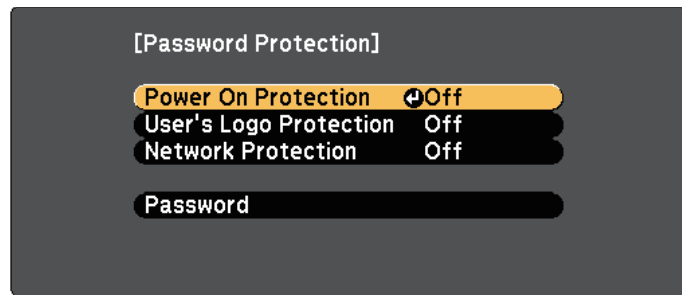 [Password Protection]
Power On Protection Off
User's Logo Protection Off
Network Protection Off
Password